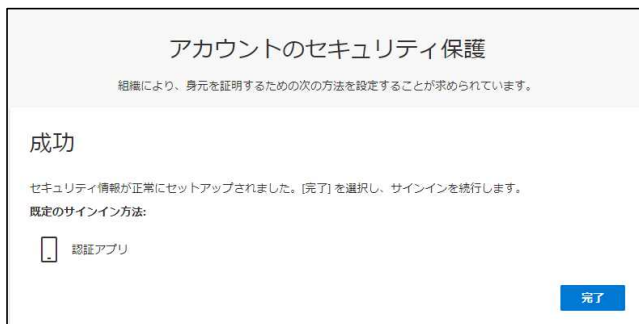 アカウントのセキュリティ保護
組織により、身元を証明するための次の方法を設定することが求められています。
成功
セキュリティ情報が正常にセットアップされました。[完了] を選択し、サインインを続行します。
既定のサインイン方法:
認証アプリ
完了